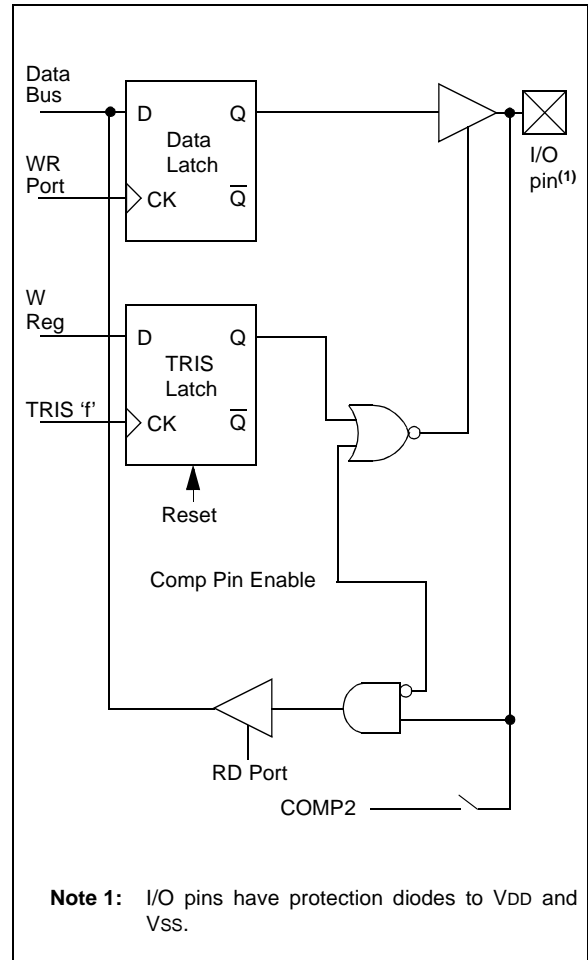 Data
Bus
D
Q
Data
Latch
WR
Port
CK
Q
I/O
pin(1)
W
Reg
D
Q
TRIS
Latch
TRIS 'f'
CK
Q
Reset
Comp Pin Enable
RD Port
COMP2
Note 1: I/O pins have protection diodes to VDD and
VSS.